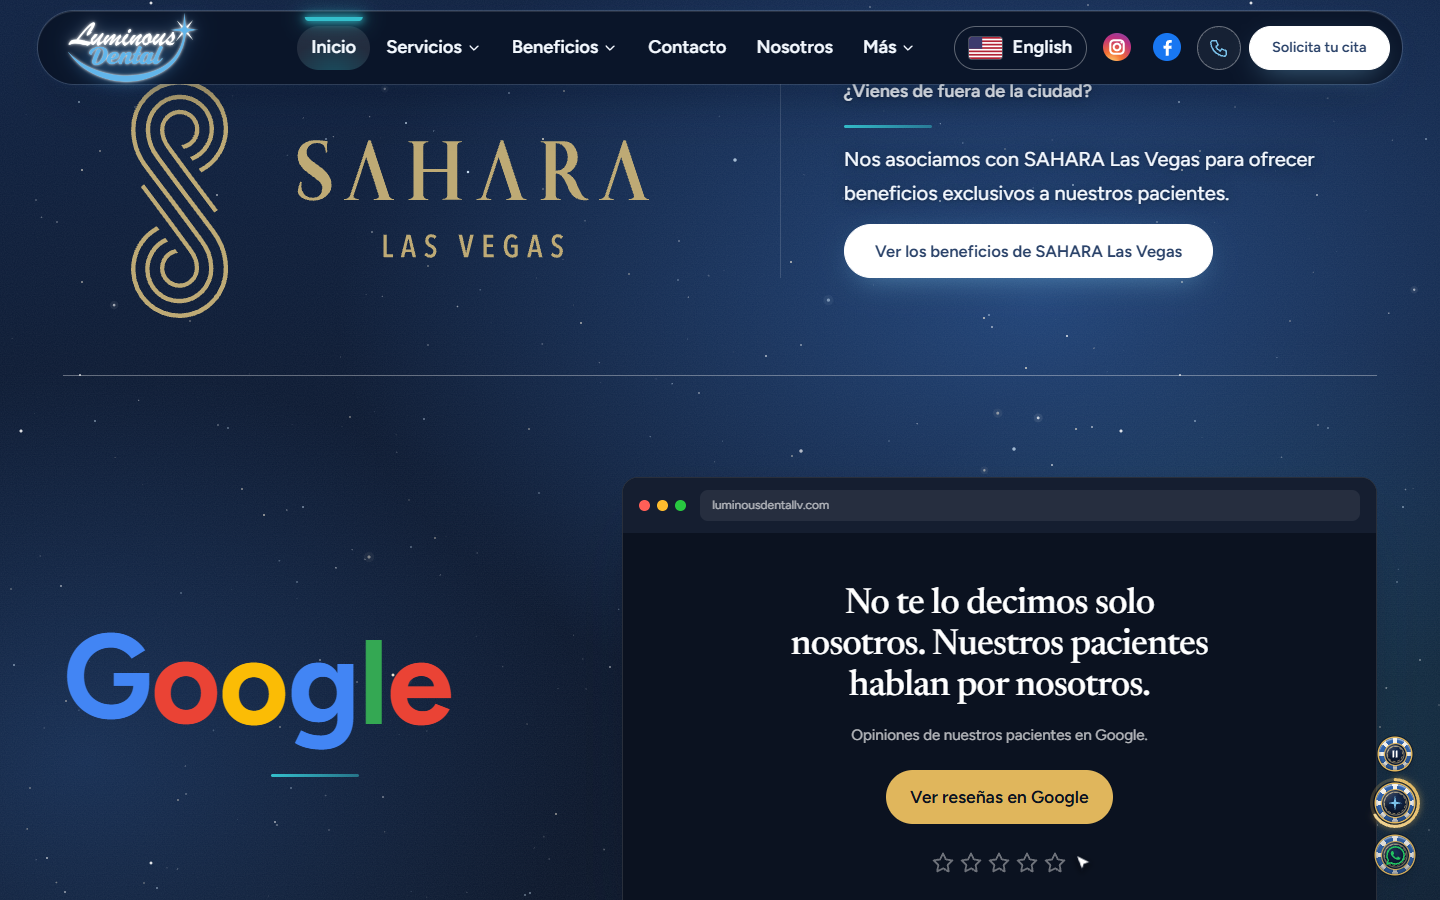 Luminous
Dental
Inicio
Servicios
Beneficios
Contacto
Nosotros
Más
English
Solicita tu cita
SAHARA
LAS VEGAS
¿Vienes de fuera de la ciudad?
Nos asociamos con SAHARA Las Vegas para ofrecer
beneficios exclusivos a nuestros pacientes.
Ver los beneficios de SAHARA Las Vegas
luminousdentallv.com
Google
No te lo decimos solo
nosotros. Nuestros pacientes
hablan por nosotros.
Opiniones de nuestros pacientes en Google.
Ver reseñas en Google